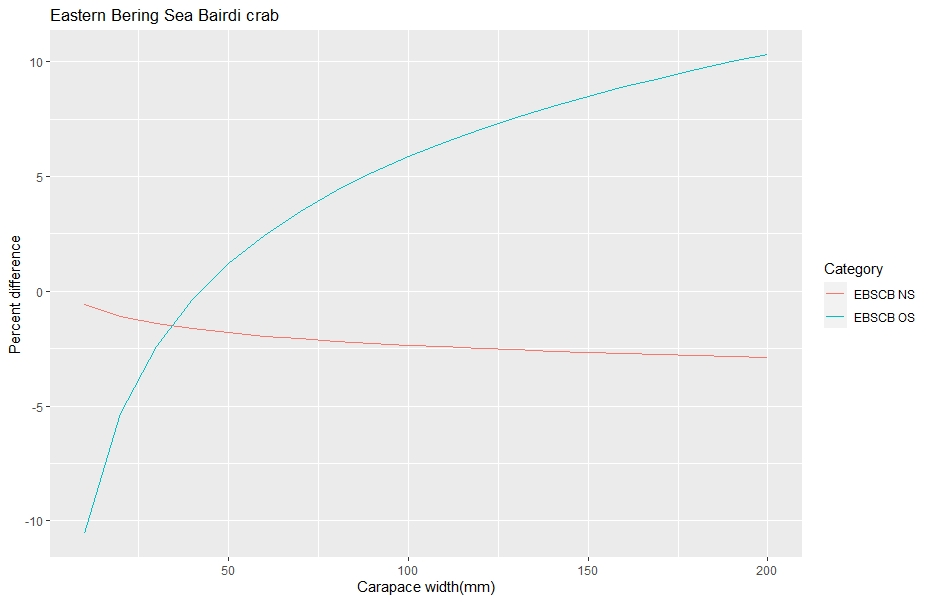 Eastern Bering Sea Bairdi crab
10
5
0
-5
-10
Percent difference
50
100
150
200
Carapace width(mm)
Category
EBSCB NS
EBSCB OS